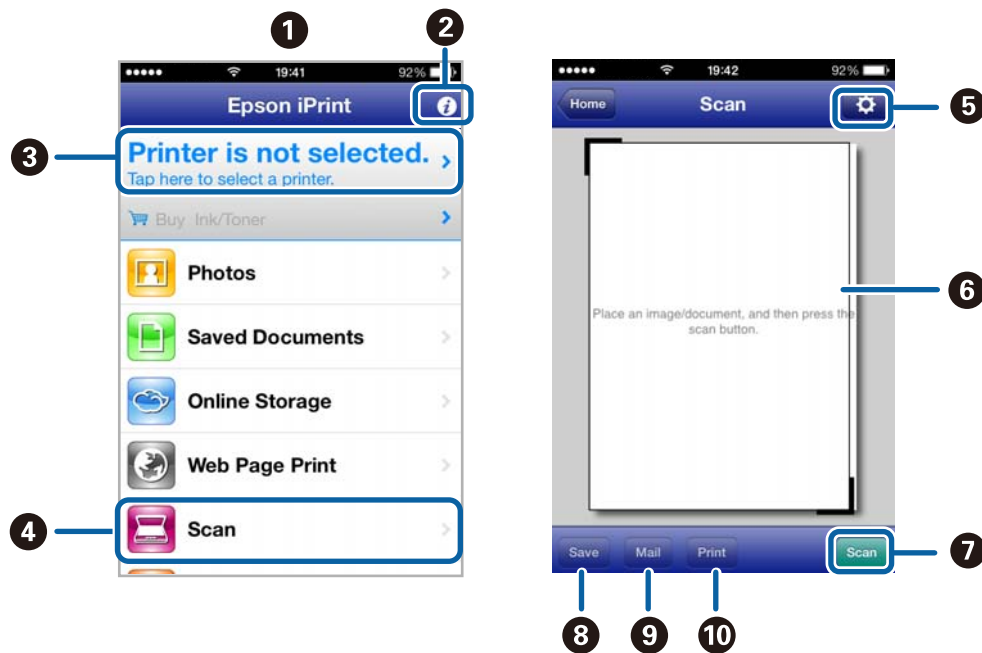 1
2
19:41
92%
Epson iPrint
3
Printer is not selected.
Tap here to select a printer.
Buy Ink/Toner
Photos
Saved Documents
Online Storage
Web Page Print
4
Scan
19:42
92%
Home
Scan
5
6
Place an image/document, and then press the
scan button.
Save
Mail
Print
Scan
7
8
9
10